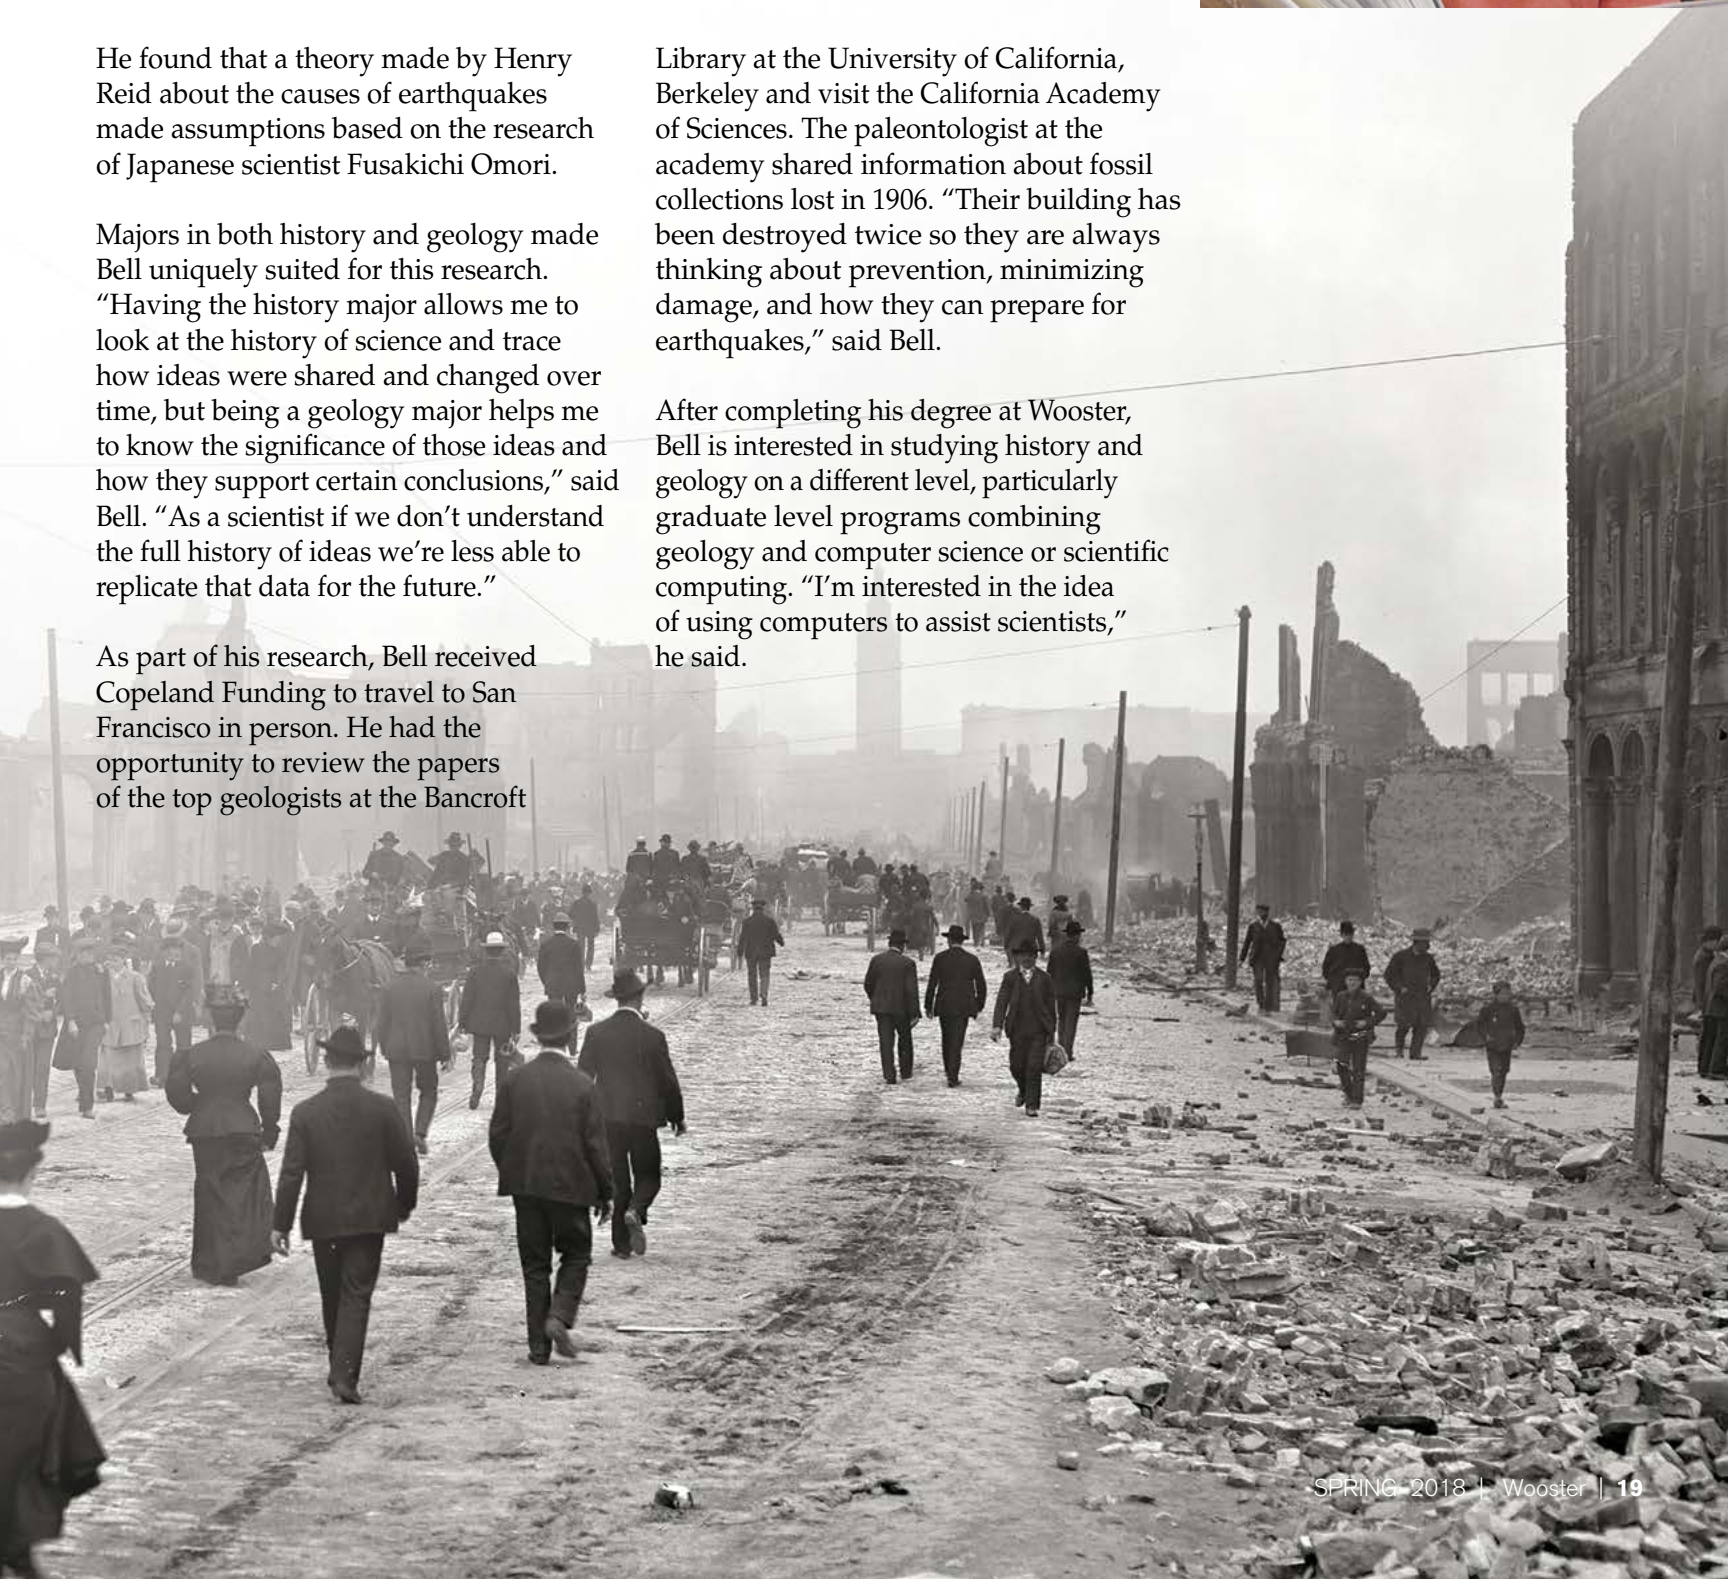 He found that a theory made by Henry
Reid about the causes of earthquakes
made assumptions based on the research
of Japanese scientist Fusakichi Omori.
Majors in both history and geology made
Bell uniquely suited for this research.
“Having the history major allows me to
look at the history of science and trace
how ideas were shared and changed over
time, but being a geology major helps me
to know the significance of those ideas and
how they support certain conclusions,” said
Bell. “As a scientist if we don’t understand
the full history of ideas we’re less able to
replicate that data for the future.”
As part of his research, Bell received
Copeland Funding to travel to San
Francisco in person. He had the
opportunity to review the papers
of the top geologists at the Bancroft
Library at the University of California,
Berkeley and visit the California Academy
of Sciences. The paleontologist at the
academy shared information about fossil
collections lost in 1906. “Their building has
been destroyed twice so they are always
thinking about prevention, minimizing
damage, and how they can prepare for
earthquakes,” said Bell.
After completing his degree at Wooster,
Bell is interested in studying history and
geology on a different level, particularly
graduate level programs combining
geology and computer science or scientific
computing. “I’m interested in the idea
of using computers to assist scientists,”
he said.
SPRING 2018 | Wooster | 19